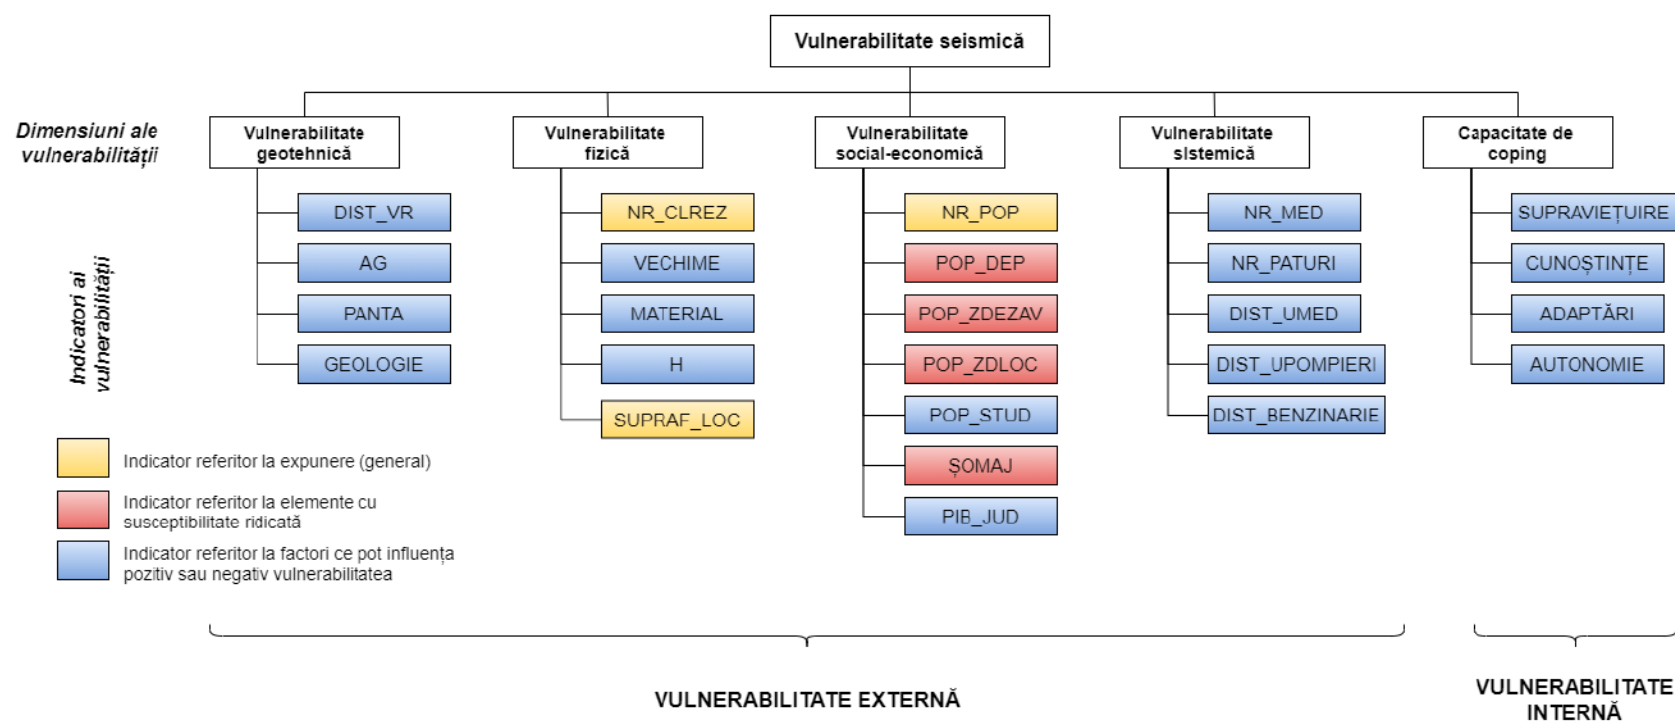 Vulnerabilitate seismică
Dimensiuni ale
vulnerabilității
Vulnerabilitate
geotehnică
Vulnerabilitate
fizică
Vulnerabilitate
social-economică
Vulnerabilitate
sistemică
Capacitate de
coping
Indicatori ai
vulnerabilității
DIST_VR
AG
PANTA
GEOLOGIE
NR_CLREZ
VECHIME
MATERIAL
H
SUPRAF_LOC
NR_POP
POP_DEP
POP_ZDEZAV
POP_ZDLOC
POP_STUD
ȘOMAJ
PIB_JUD
NR_MED
NR_PATURI
DIST_UMED
DIST_UPOMPIERI
DIST_BENZINARIE
SUPRAVIEȚUIRE
CUNOȘTINȚE
ADAPTĂRI
AUTONOMIE
Indicator referitor la expunere (general)
Indicator referitor la elemente cu
susceptibilitate ridicată
Indicator referitor la factori ce pot influența
pozitiv sau negativ vulnerabilitatea
VULNERABILITATE EXTERNĂ
VULNERABILITATE
INTERNĂ